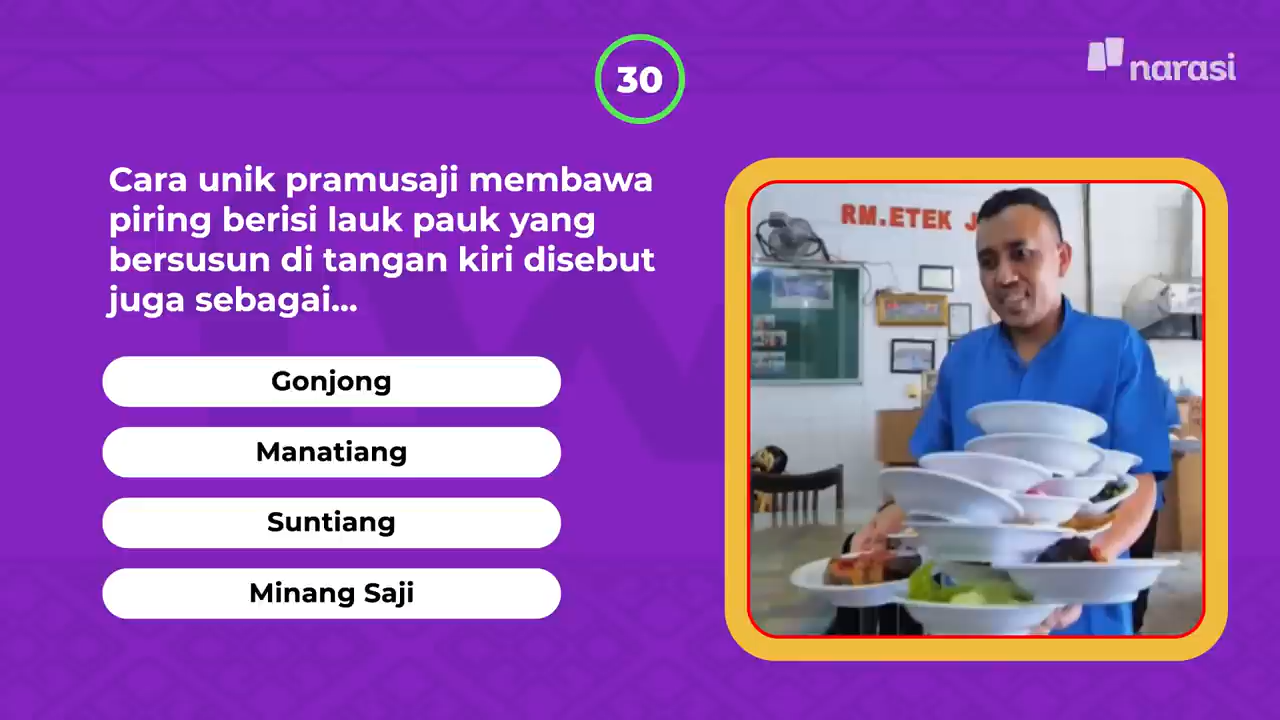 30
narasi
Cara unik pramusaji membawa
piring berisi lauk pauk yang
bersusun di tangan kiri disebut
juga sebagai...
Gonjong
Manatiang
Suntiang
Minang Saji
RM.ETEK